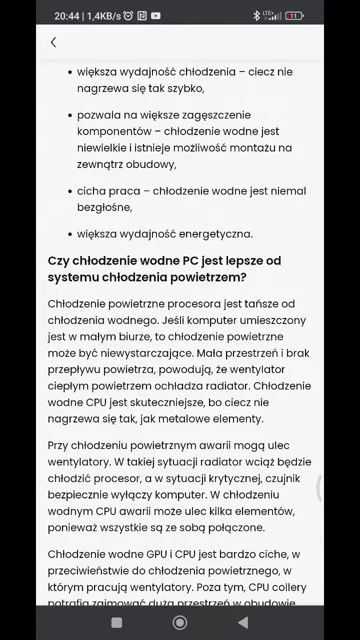 20:44 | 1,4KB/s
LTE
11
• większa wydajność chłodzenia – ciecz nie
nagrzewa się tak szybko,
• pozwala na większe zagęszczenie
komponentów – chłodzenie wodne jest
niewielkie i istnieje możliwość montażu na
zewnątrz obudowy,
• cicha praca – chłodzenie wodne jest niemal
bezgłośne,
• większa wydajność energetyczna.
Czy chłodzenie wodne PC jest lepsze od
systemu chłodzenia powietrzem?
Chłodzenie powietrzne procesora jest tańsze od
chłodzenia wodnego. Jeśli komputer umieszczony
jest w małym biurze, to chłodzenie powietrzne
może być niewystarczające. Mała przestrzeń i brak
przepływu powietrza, powodują, że wentylator
ciepłym powietrzem ochładza radiator. Chłodzenie
wodne CPU jest skuteczniejsze, bo ciecz nie
nagrzewa się tak, jak metalowe elementy.
Przy chłodzeniu powietrznym awarii mogą ulec
wentylatory. W takiej sytuacji radiator wciąż będzie
chłodzić procesor, a w sytuacji krytycznej, czujnik
bezpiecznie wyłączy komputer. W chłodzeniu
wodnym CPU awarii może ulec kilka elementów,
ponieważ wszystkie są ze sobą połączone.
Chłodzenie wodne GPU i CPU jest bardzo ciche, w
przeciwieństwie do chłodzenia powietrznego, w
którym pracują wentylatory. Poza tym, CPU collery
potrafią zajmować dużą przestrzeń w obudowie,